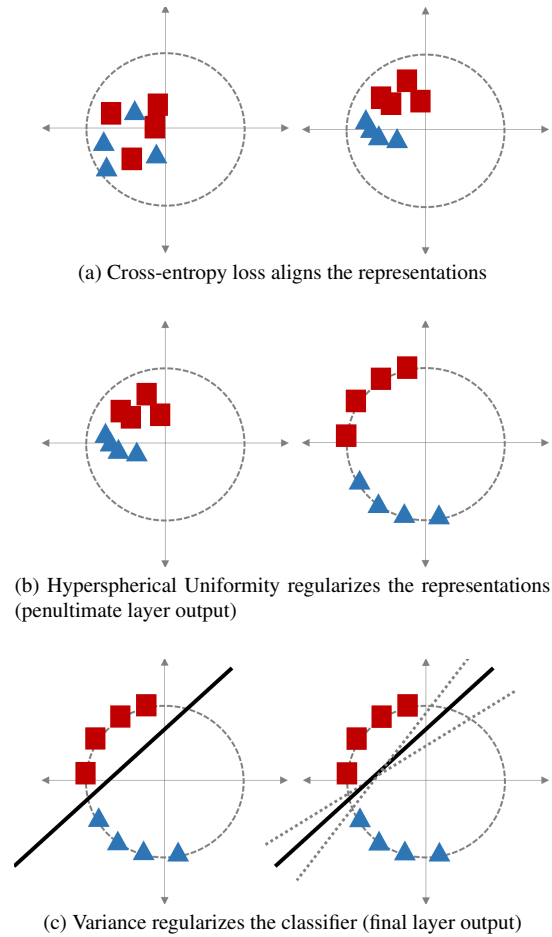 (a) Cross-entropy loss aligns the representations
(b) Hyperspherical Uniformity regularizes the representations
(penultimate layer output)
(c) Variance regularizes the classifier (final layer output)